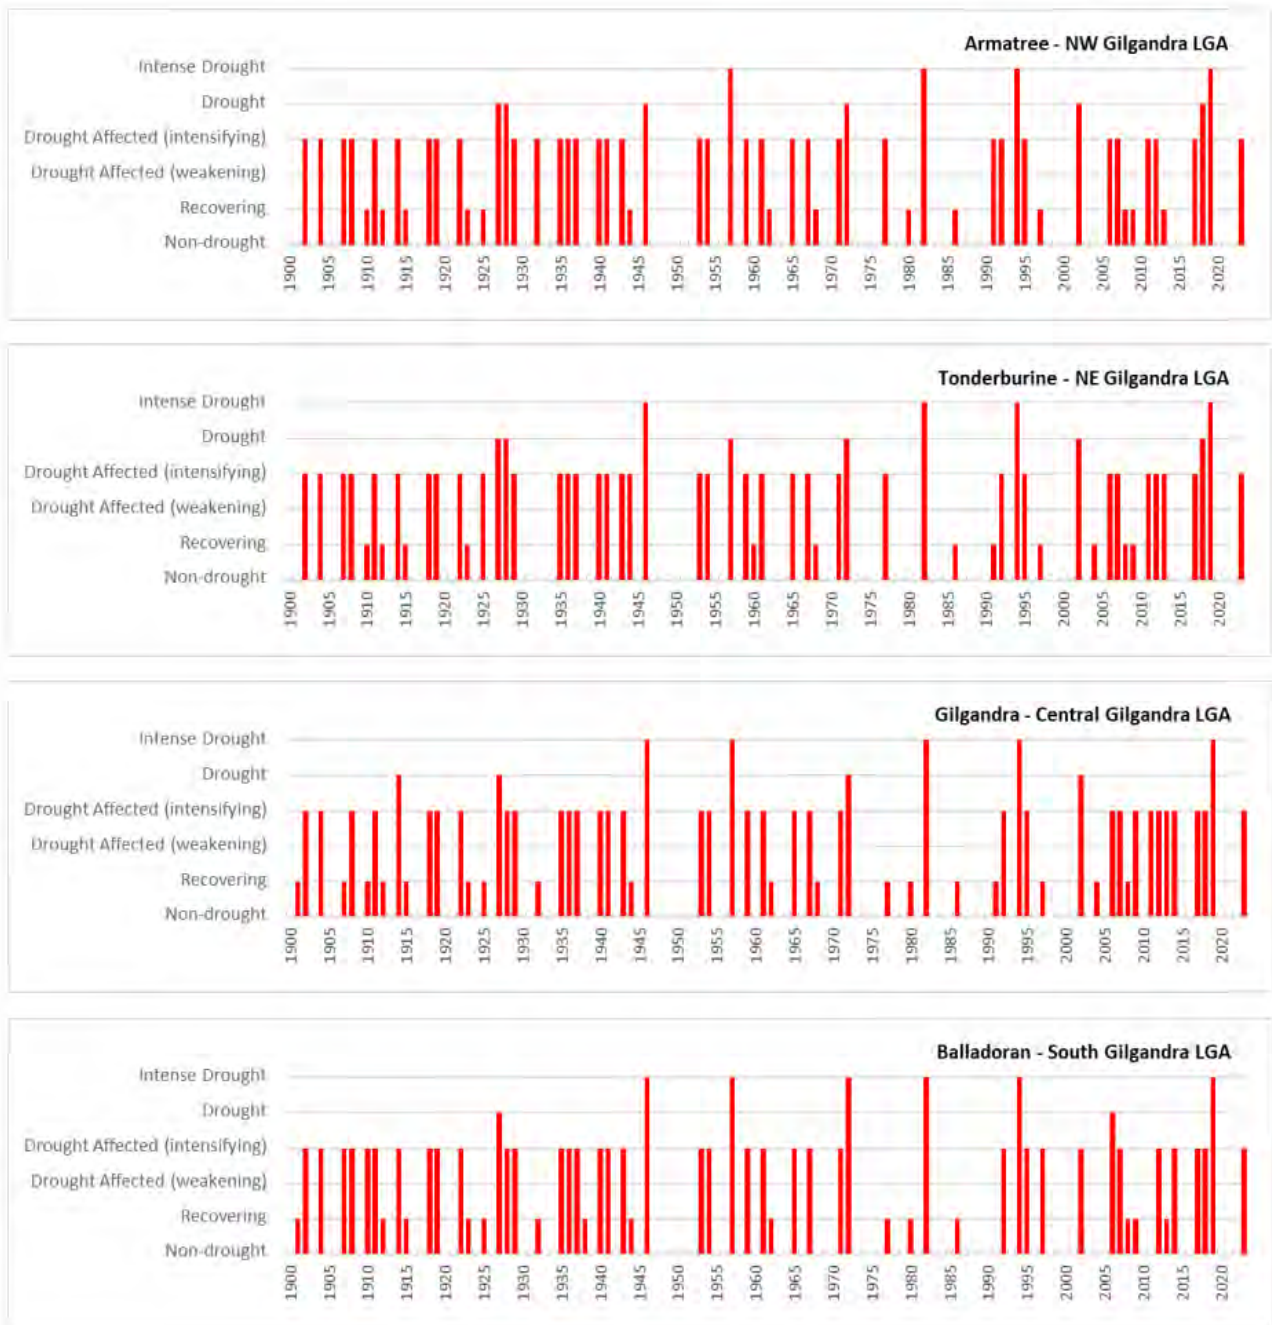 Armatree - NW Gilgandra LGA
Intense Drought
Drought
Drought Affected (intensifying)
Drought Affected (weakening)
Recovering
Non-drought
1900 1905 1910 1915 1920 1925 1930 1935 1940 1945 1950 1955 1960 1965 1970 1975 1980 1985 1990 1995 2000 2005 2010 2015 2020
Tonderburine - NE Gilgandra LGA
Intense Drought
Drought
Drought Affected (intensifying)
Drought Affected (weakening)
Recovering
Non-drought
1900 1905 1910 1915 1920 1925 1930 1935 1940 1945 1950 1955 1960 1965 1970 1975 1980 1985 1990 1995 2000 2005 2010 2015 2020
Gilgandra - Central Gilgandra LGA
Intense Drought
Drought
Drought Affected (intensifying)
Drought Affected (weakening)
Recovering
Non-drought
1900 1905 1910 1915 1920 1925 1930 1935 1940 1945 1950 1955 1960 1965 1970 1975 1980 1985 1990 1995 2000 2005 2010 2015 2020
Balladoran - South Gilgandra LGA
Intense Drought
Drought
Drought Affected (intensifying)
Drought Affected (weakening)
Recovering
Non-drought
1900 1905 1910 1915 1920 1925 1930 1935 1940 1945 1950 1955 1960 1965 1970 1975 1980 1985 1990 1995 2000 2005 2010 2015 2020